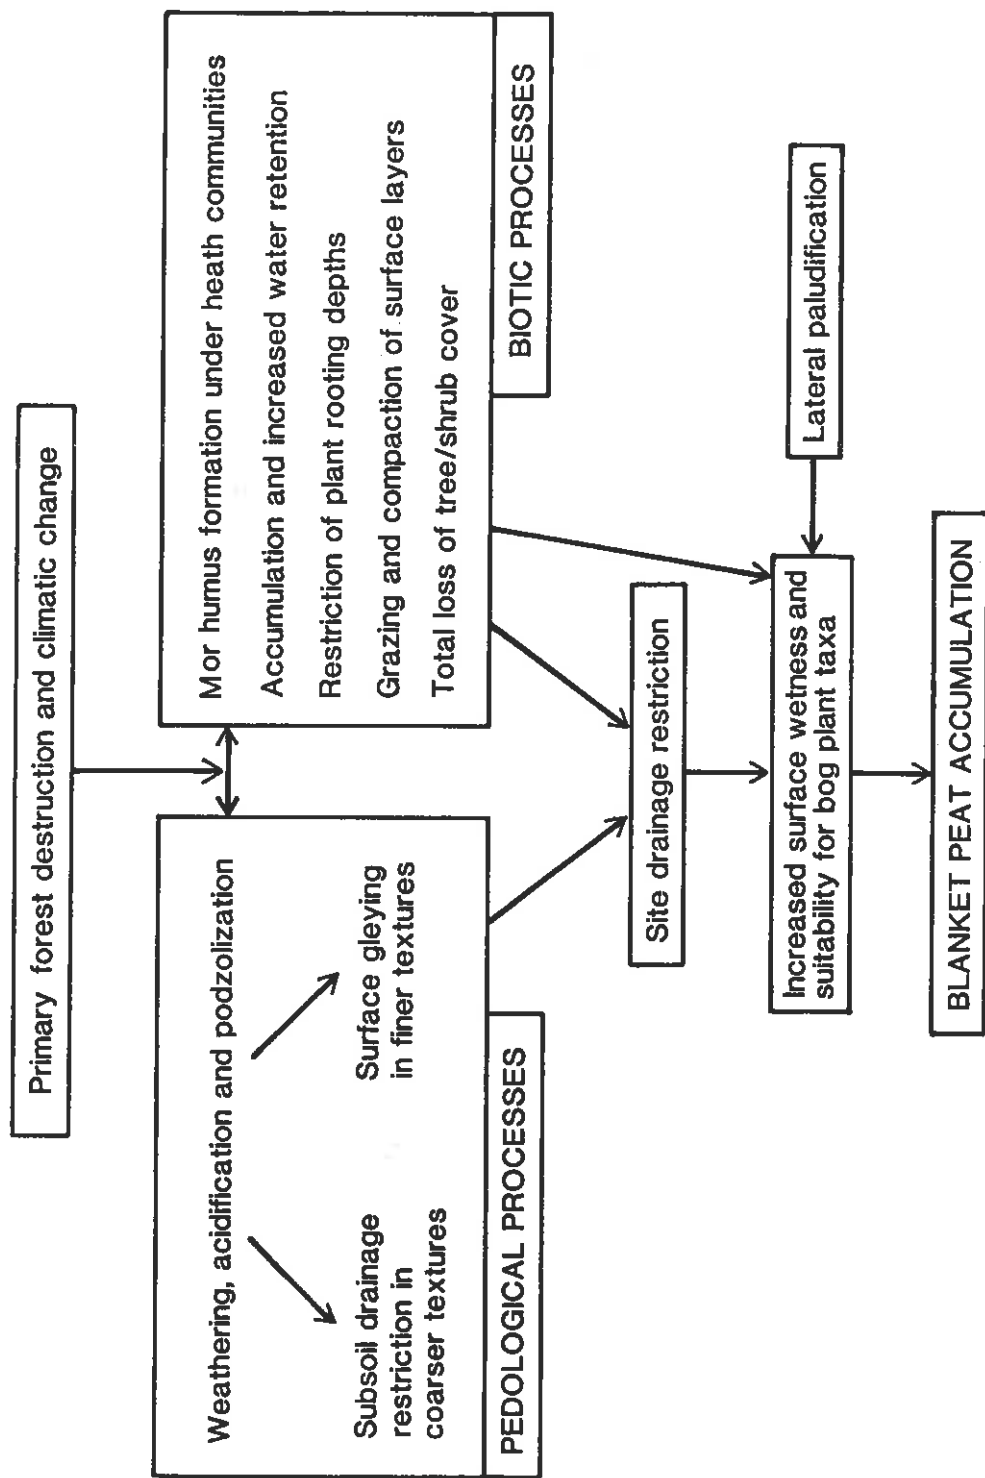 Primary forest destruction and climatic change
Weathering, acidification and podzolization
Subsoil drainage
restriction in
coarser textures
Surface gleying
in finer textures
PEDOLOGICAL PROCESSES
Mor humus formation under heath communities
Accumulation and increased water retention
Restriction of plant rooting depths
Grazing and compaction of surface layers
Total loss of tree/shrub cover
BIOTIC PROCESSES
Site drainage restriction
Lateral paludification
Increased surface wetness and
suitability for bog plant taxa
BLANKET PEAT ACCUMULATION